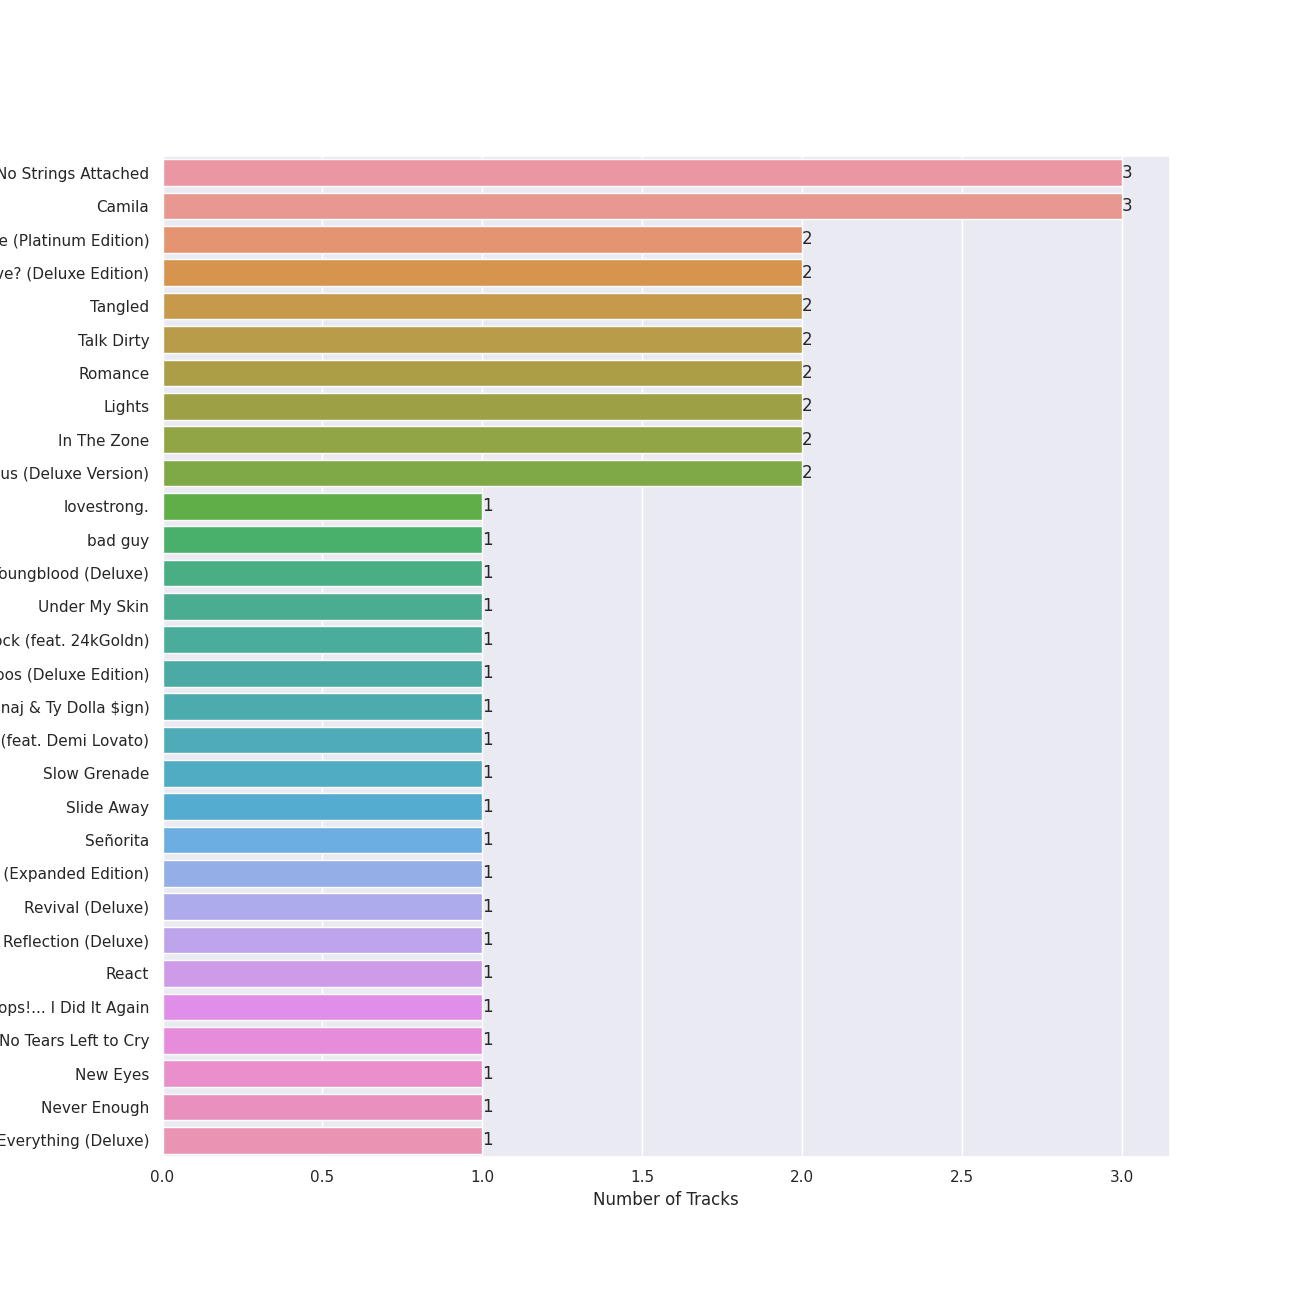 No Strings Attached 3
Camila 3
e (Platinum Edition) 2
ve? (Deluxe Edition) 2
Tangled 2
Talk Dirty 2
Romance 2
Lights 2
In The Zone 2
us (Deluxe Version) 2
lovestrong. 1
bad guy 1
oungblood (Deluxe) 1
Under My Skin 1
ock (feat. 24kGoldn) 1
oos (Deluxe Edition) 1
naj & Ty Dolla $ign) 1
(feat. Demi Lovato) 1
Slow Grenade 1
Slide Away 1
Señorita 1
(Expanded Edition) 1
Revival (Deluxe) 1
Reflection (Deluxe) 1
React 1
ops!... I Did It Again 1
No Tears Left to Cry 1
New Eyes 1
Never Enough 1
Everything (Deluxe) 1
0.0 0.5 1.0 1.5 2.0 2.5 3.0
Number of Tracks